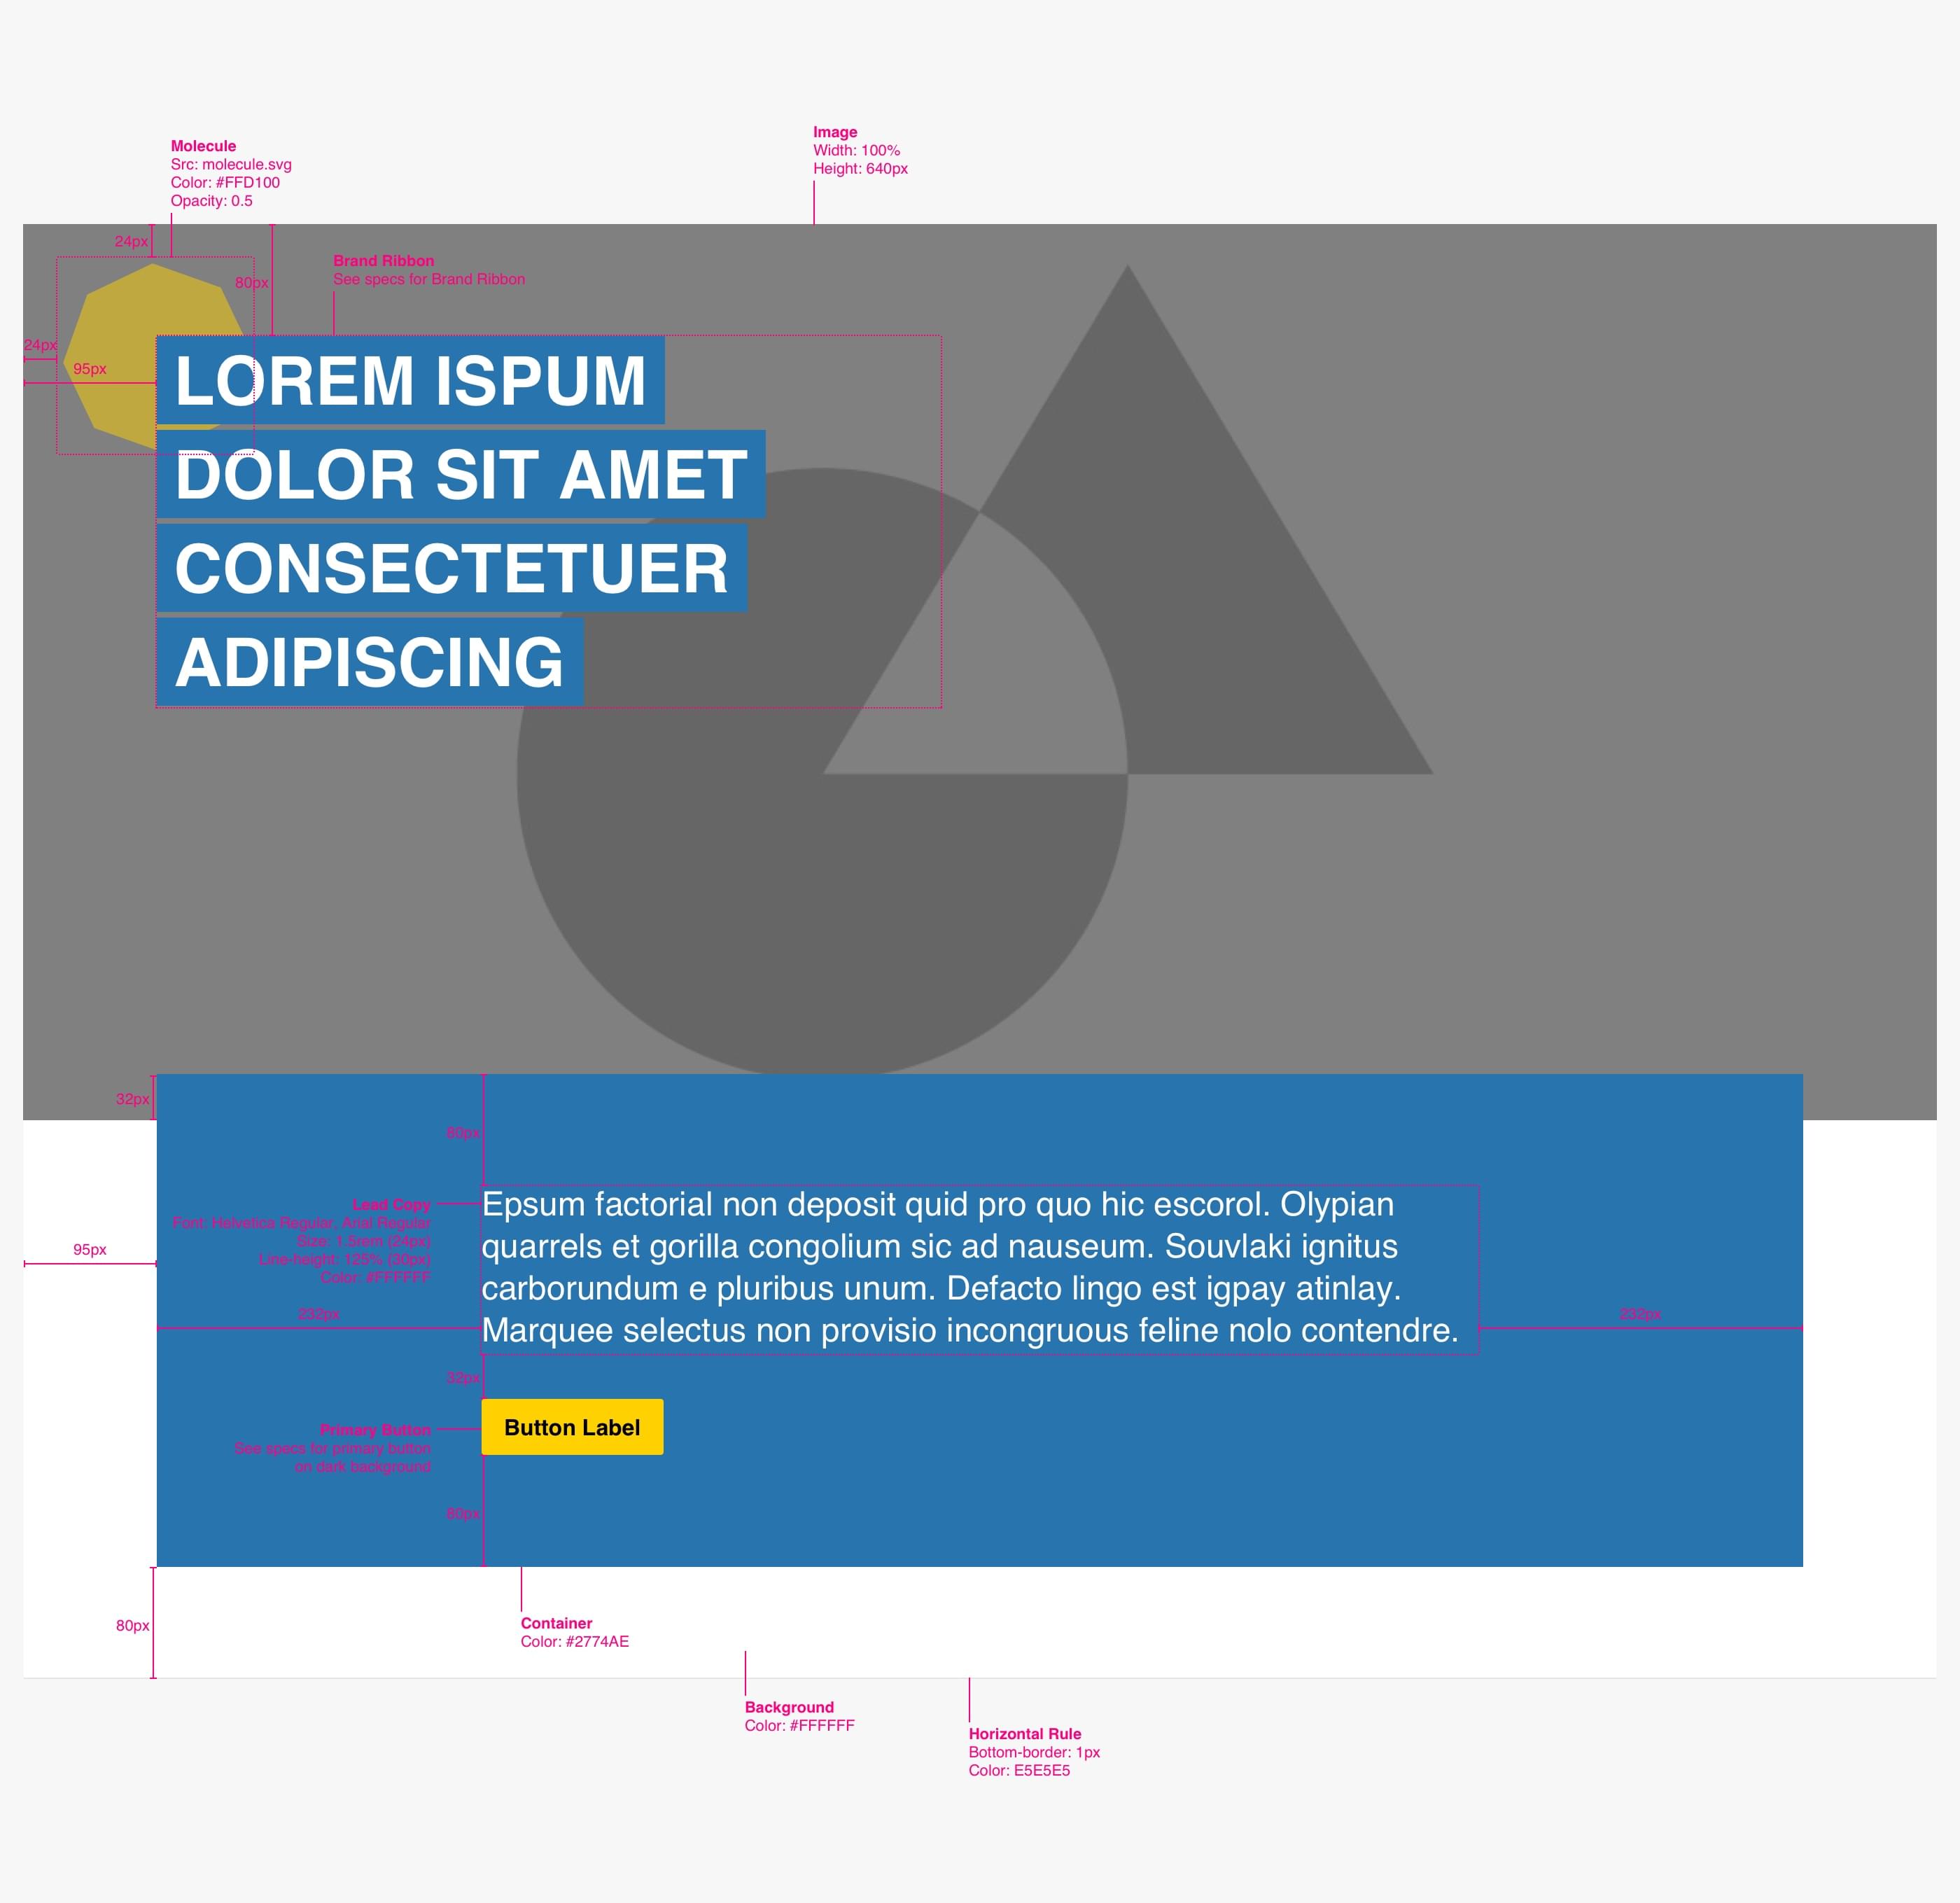 Image
Width: 100%
Height: 640px
Molecule
Src: molecule.svg
Color: #FFD100
Opacity: 0.5
24px
80px
Brand Ribbon
See specs for Brand Ribbon
24px
95px
LOREM ISPUM
DOLOR SIT AMET
CONSECTETUER
ADIPISCING
32px
80px
Lead Copy
Font: Helvetica Regular, Arial Regular
Size: 1.5rem (24px)
Line-height: 125% (30px)
Color: #FFFFFF
Epsum factorial non deposit quid pro quo hic escorol. Olypian
quarrels et gorilla congolium sic ad nauseum. Souvlaki ignitus
carborundum e pluribus unum. Defacto lingo est igpay atinlay.
Marquee selectus non provisio incongruous feline nolo contendre.
95px
232px
232px
32px
Primary Button
See specs for primary button
on dark background
Button Label
80px
80px
Container
Color: #2774AE
Background
Color: #FFFFFF
Horizontal Rule
Bottom-border: 1px
Color: E5E5E5